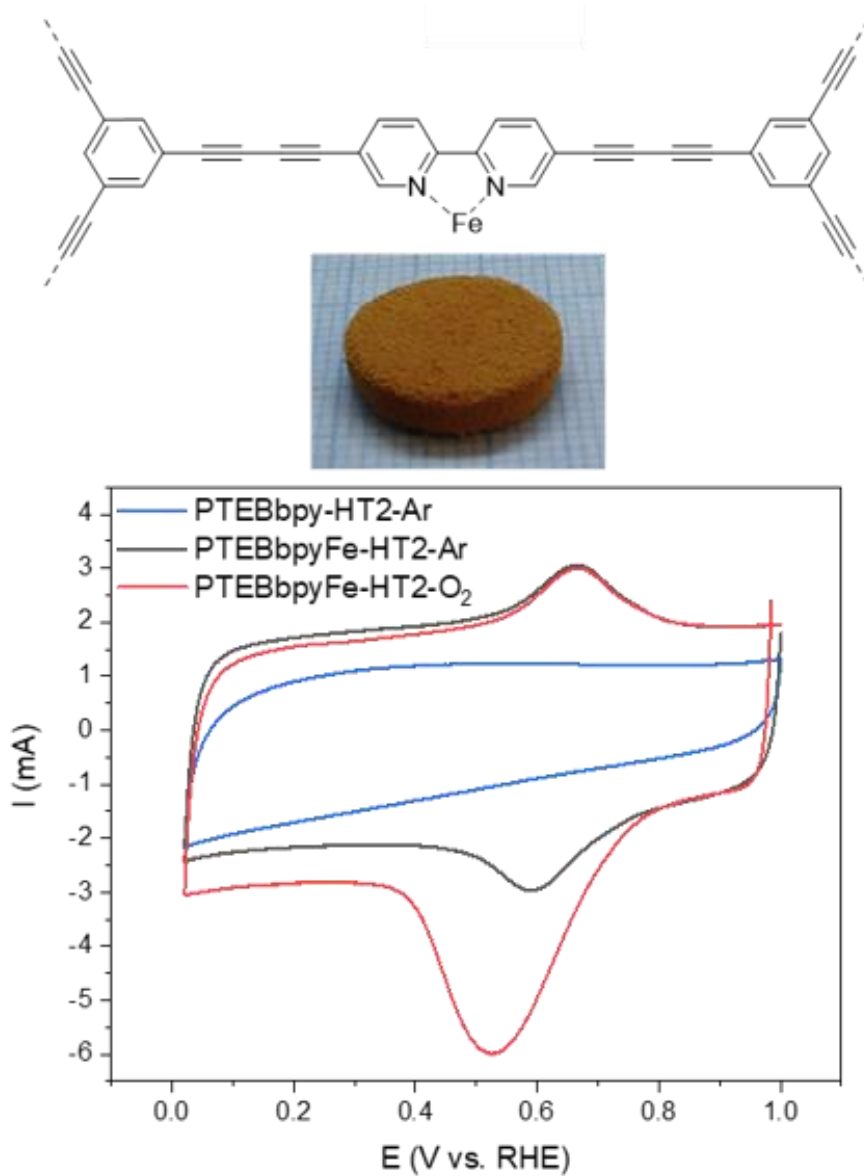 N N
Fe
PTEBbpy-HT2-Ar
PTEBbpyFe-HT2-Ar
PTEBbpyFe-HT2-O₂
4
3
2
1
0
-1
-2
-3
-4
-5
-6
I (mA)
0.0 0.2 0.4 0.6 0.8 1.0
E (V vs. RHE)